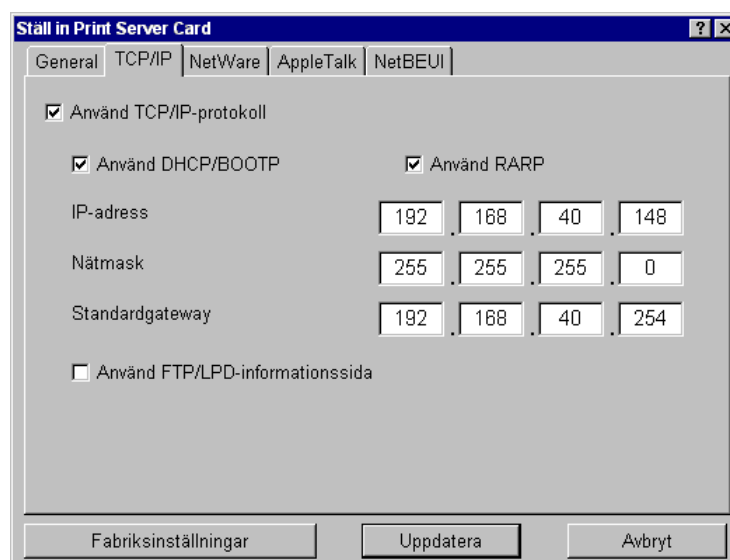 Ställ in Print Server Card
General TCP/IP NetWare AppleTalk NetBEUI
Använd TCP/IP-protokoll
Använd DHCP/BOOTP Använd RARP
IP-adress 192 . 168 . 40 . 148
Nätmask 255 . 255 . 255 . 0
Standardgateway 192 . 168 . 40 . 254
Använd FTP/LPD-informationssida
Fabriksinställningar Uppdatera Avbryt